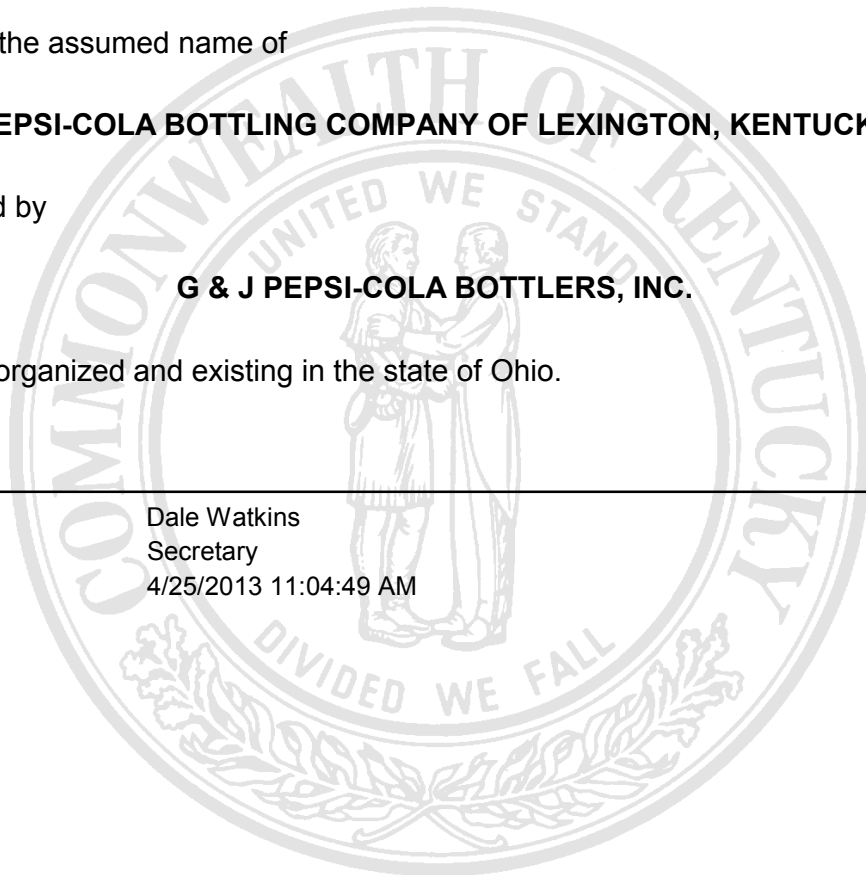 the assumed name of
EPSI-COLA BOTTLING COMPANY OF LEXINGTON, KENTUCK
d by
G & J PEPSI-COLA BOTTLERS, INC.
organized and existing in the state of Ohio.
Dale Watkins
Secretary
4/25/2013 11:04:49 AM
COMMONWEALTH OF KENTUCKY
UNITED WE STAND
DIVIDED WE FALL